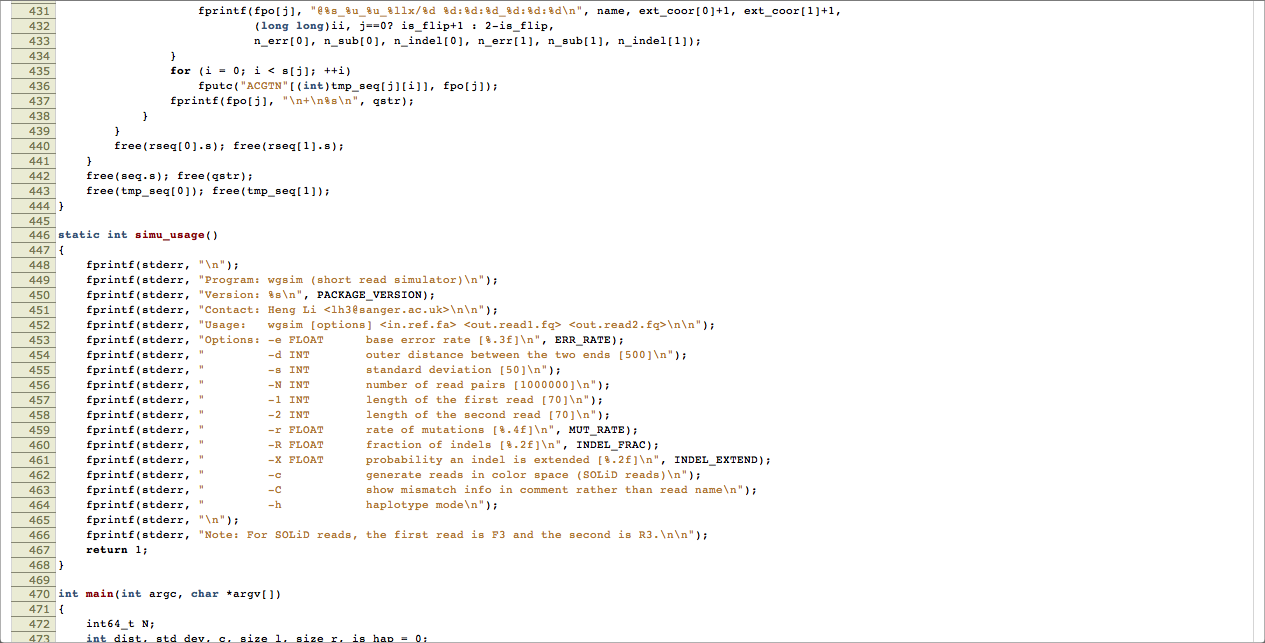 431 fprintf(fpo[j], "@%s_%u_%u_%llx/%d %d:%d:%d_%d:%d:%d\n", name, ext_coor[0]+1, ext_coor[1]+1,
432 (long long)ii, j==0? is_flip+1 : 2-is_flip,
433 n_err[0], n_sub[0], n_indel[0], n_err[1], n_sub[1], n_indel[1]);
434 }
435 for (i = 0; i < s[j]; ++i)
436 fputc("ACGTN"[(int)tmp_seq[j][i]], fpo[j]);
437 fprintf(fpo[j], "\n+\n%s\n", qstr);
438 }
439 }
440 free(rseq[0].s); free(rseq[1].s);
441 }
442 free(seq.s); free(qstr);
443 free(tmp_seq[0]); free(tmp_seq[1]);
444 }
445
446 static int simu_usage()
447 {
448 fprintf(stderr, "\n");
449 fprintf(stderr, "Program: wgsim (short read simulator)\n");
450 fprintf(stderr, "Version: %s\n", PACKAGE_VERSION);
451 fprintf(stderr, "Contact: Heng Li <lh3@sanger.ac.uk>\n\n");
452 fprintf(stderr, "Usage:   wgsim [options] <in.ref.fa> <out.read1.fq> <out.read2.fq>\n\n");
453 fprintf(stderr, "Options: -e FLOAT      base error rate [%.3f]\n", ERR_RATE);
454 fprintf(stderr, "         -d INT        outer distance between the two ends [500]\n");
455 fprintf(stderr, "         -s INT        standard deviation [50]\n");
456 fprintf(stderr, "         -N INT        number of read pairs [1000000]\n");
457 fprintf(stderr, "         -1 INT        length of the first read [70]\n");
458 fprintf(stderr, "         -2 INT        length of the second read [70]\n");
459 fprintf(stderr, "         -r FLOAT      rate of mutations [%.4f]\n", MUT_RATE);
460 fprintf(stderr, "         -R FLOAT      fraction of indels [%.2f]\n", INDEL_FRAC);
461 fprintf(stderr, "         -X FLOAT      probability an indel is extended [%.2f]\n", INDEL_EXTEND);
462 fprintf(stderr, "         -c            generate reads in color space (SOLiD reads)\n");
463 fprintf(stderr, "         -C            show mismatch info in comment rather than read name\n");
464 fprintf(stderr, "         -h            haplotype mode\n");
465 fprintf(stderr, "\n");
466 fprintf(stderr, "Note: For SOLiD reads, the first read is F3 and the second is R3.\n\n");
467 return 1;
468 }
469
470 int main(int argc, char *argv[])
471 {
472 int64_t N;
473 int dist, std_dev, c, size_l, size_r, is_hap = 0;